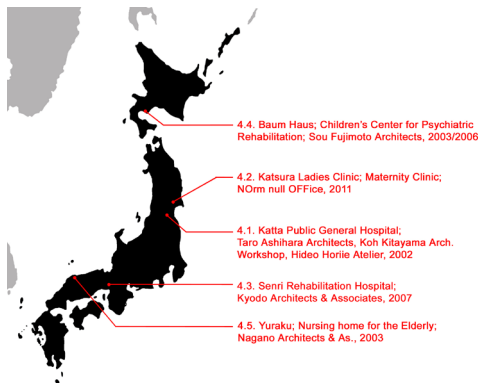 4.4. Baum Haus; Children's Center for Psychiatric
Rehabilitation; Sou Fujimoto Architects, 2003/2006
4.2. Katsura Ladies Clinic; Maternity Clinic;
NOrm null OFFice, 2011
4.1. Katta Public General Hospital;
Taro Ashihara Architects, Koh Kitayama Arch.
Workshop, Hideo Horiie Atelier, 2002
4.3. Senri Rehabilitation Hospital;
Kyodo Architects & Associates, 2007
4.5. Yuraku; Nursing home for the Elderly;
Nagano Architects & As., 2003